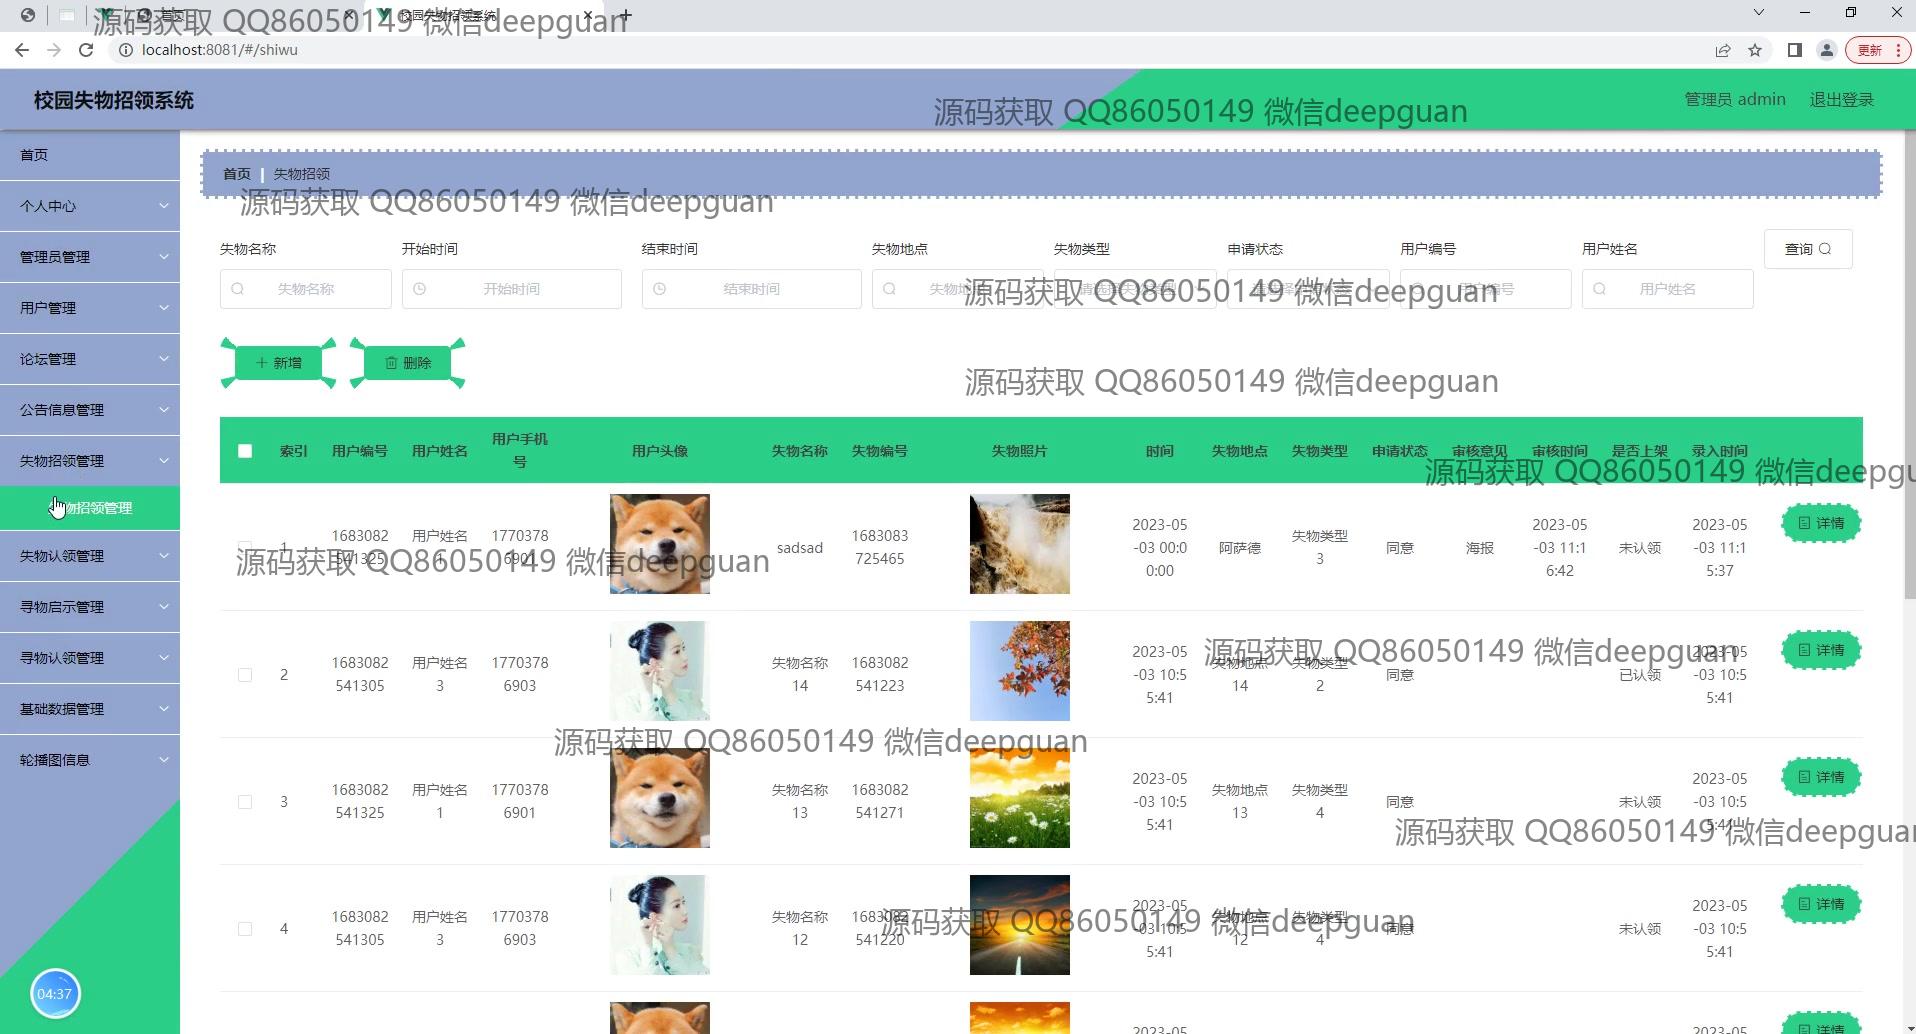 首页
校园失物招领系统
源码获取 QQ86050149 微信deepguan
localhost:8081/#/shiwu
更新
校园失物招领系统
源码获取 QQ86050149 微信deepguan
管理员 admin
退出登录
首页
个人中心
管理员管理
用户管理
论坛管理
公告信息管理
失物招领管理
物招领管理
失物认领管理
寻物启示管理
寻物认领管理
基础数据管理
轮播图信息
04:37
首页 失物招领
源码获取 QQ86050149 微信deepguan
失物名称 开始时间 结束时间 失物地点 失物类型 申请状态 用户编号 用户姓名 查询
失物名称 开始时间 结束时间 用户姓名
源码获取 QQ86050149 微信deepguan
新增 删除
源码获取 QQ86050149 微信deepguan
索引 用户编号 用户姓名 用户手机号 用户头像 失物名称 失物编号 失物照片 时间 失物地点 失物类型 申请状态 审核意见 审核时间 是否上架 录入时间
源码获取 QQ86050149 微信deepgu
1 1683082541325 用户姓名1 17703786901 sadsad 1683083725465 2023-05-03 00:00:00 阿萨德 失物类型3 同意 海报 2023-05-03 11:16:42 未认领 2023-05-03 11:15:37 详情
源码获取 QQ86050149 微信deepguan
2 1683082541305 用户姓名3 17703786903 失物名称14 1683082541223 2023-05-03 10:55:41 失物地点14 失物类型2 同意 已认领 2023-05-03 10:55:41 详情
源码获取 QQ86050149 微信deepguan
源码获取 QQ86050149 微信deepguan
3 1683082541325 用户姓名1 17703786901 失物名称13 1683082541271 2023-05-03 10:55:41 失物地点13 失物类型4 同意 未认领 2023-05-03 10:55:41 详情
源码获取 QQ86050149 微信deepguan
4 1683082541305 用户姓名3 17703786903 失物名称12 1683082541220 2023-05-03 10:55:41 失物地点12 失物类型4 同意 未认领 2023-05-03 10:55:41 详情
源码获取 QQ86050149 微信deepguan
2023-05 2023-05 详情